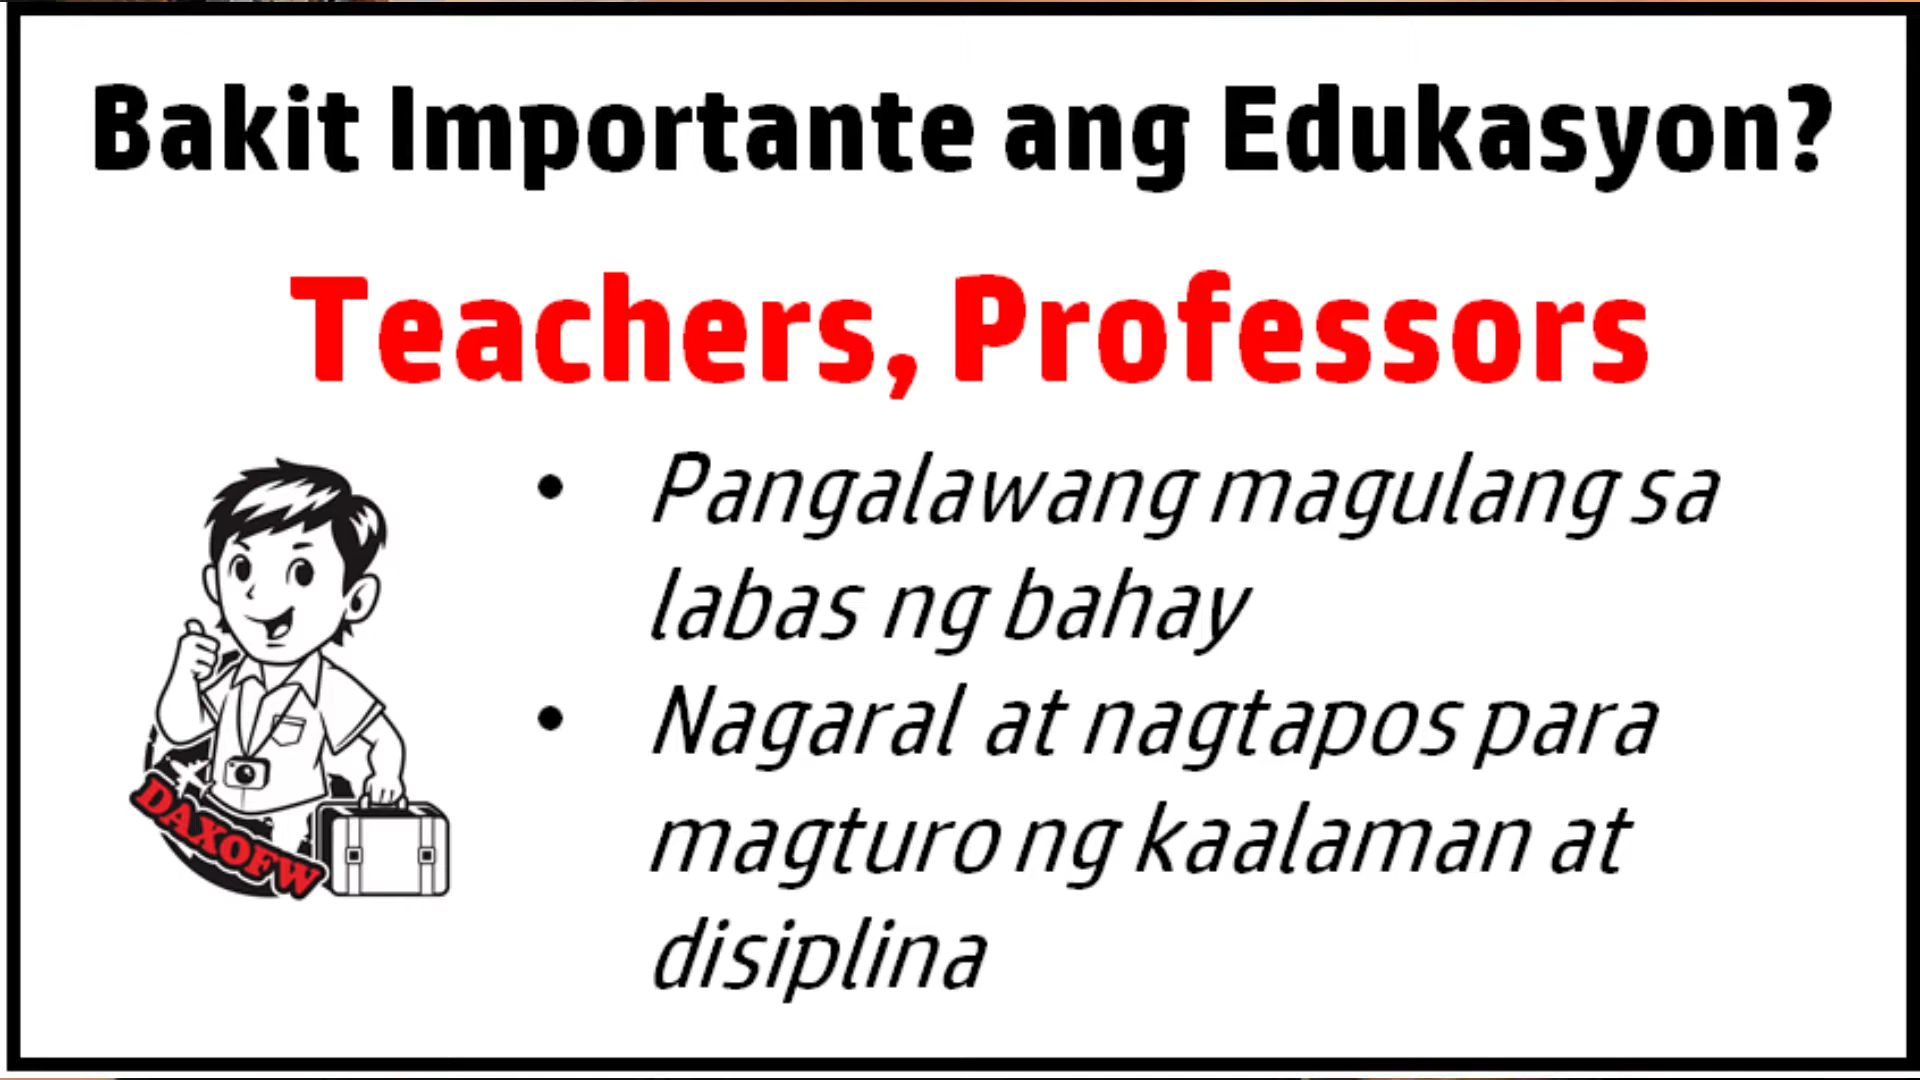 Bakit Importante ang Edukasyon?
Teachers, Professors
• Pangalawang magulang sa
labas ng bahay
• Nagaral at nagtapos para
magturo ng kaalaman at
disiplina
DAXOFW